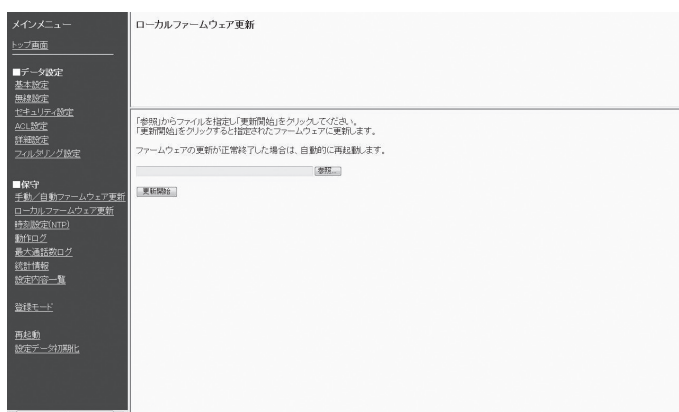 メインメニュー
トップ画面
■データ設定
基本設定
無線設定
セキュリティ設定
ACL設定
詳細設定
フィルタリング設定
■保守
手動／自動ファームウェア更新
ローカルファームウェア更新
時刻設定(NTP)
動作ログ
最大通話数ログ
統計情報
設定内容一覧
登録モード
再起動
設定データ初期化
ローカルファームウェア更新
「参照」からファイルを指定し「更新開始」をクリックしてください。
「更新開始」をクリックすると指定されたファームウェアに更新します。
ファームウェアの更新が正常終了した場合は、自動的に再起動します。
参照...
更新開始